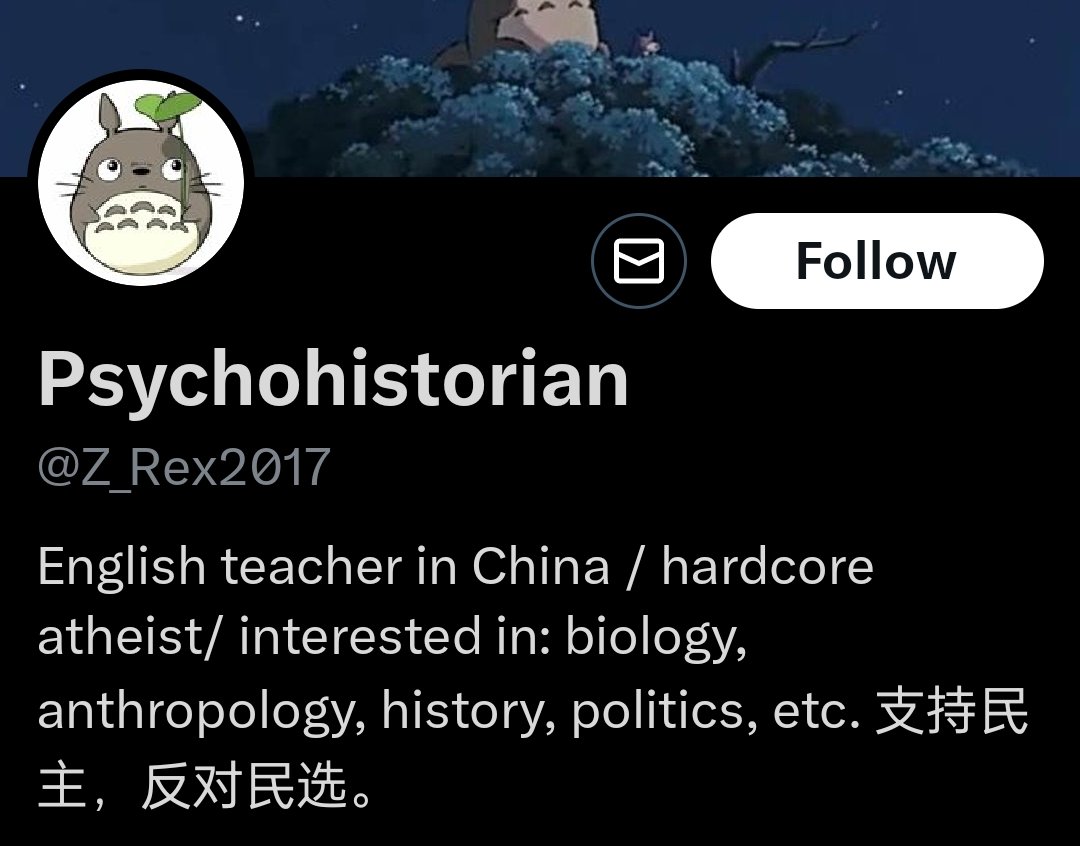 Follow
Psychohistorian
@Z_Rex2017
English teacher in China / hardcore
atheist/ interested in: biology,
anthropology, history, politics, etc. 支持民
主，反对民选。